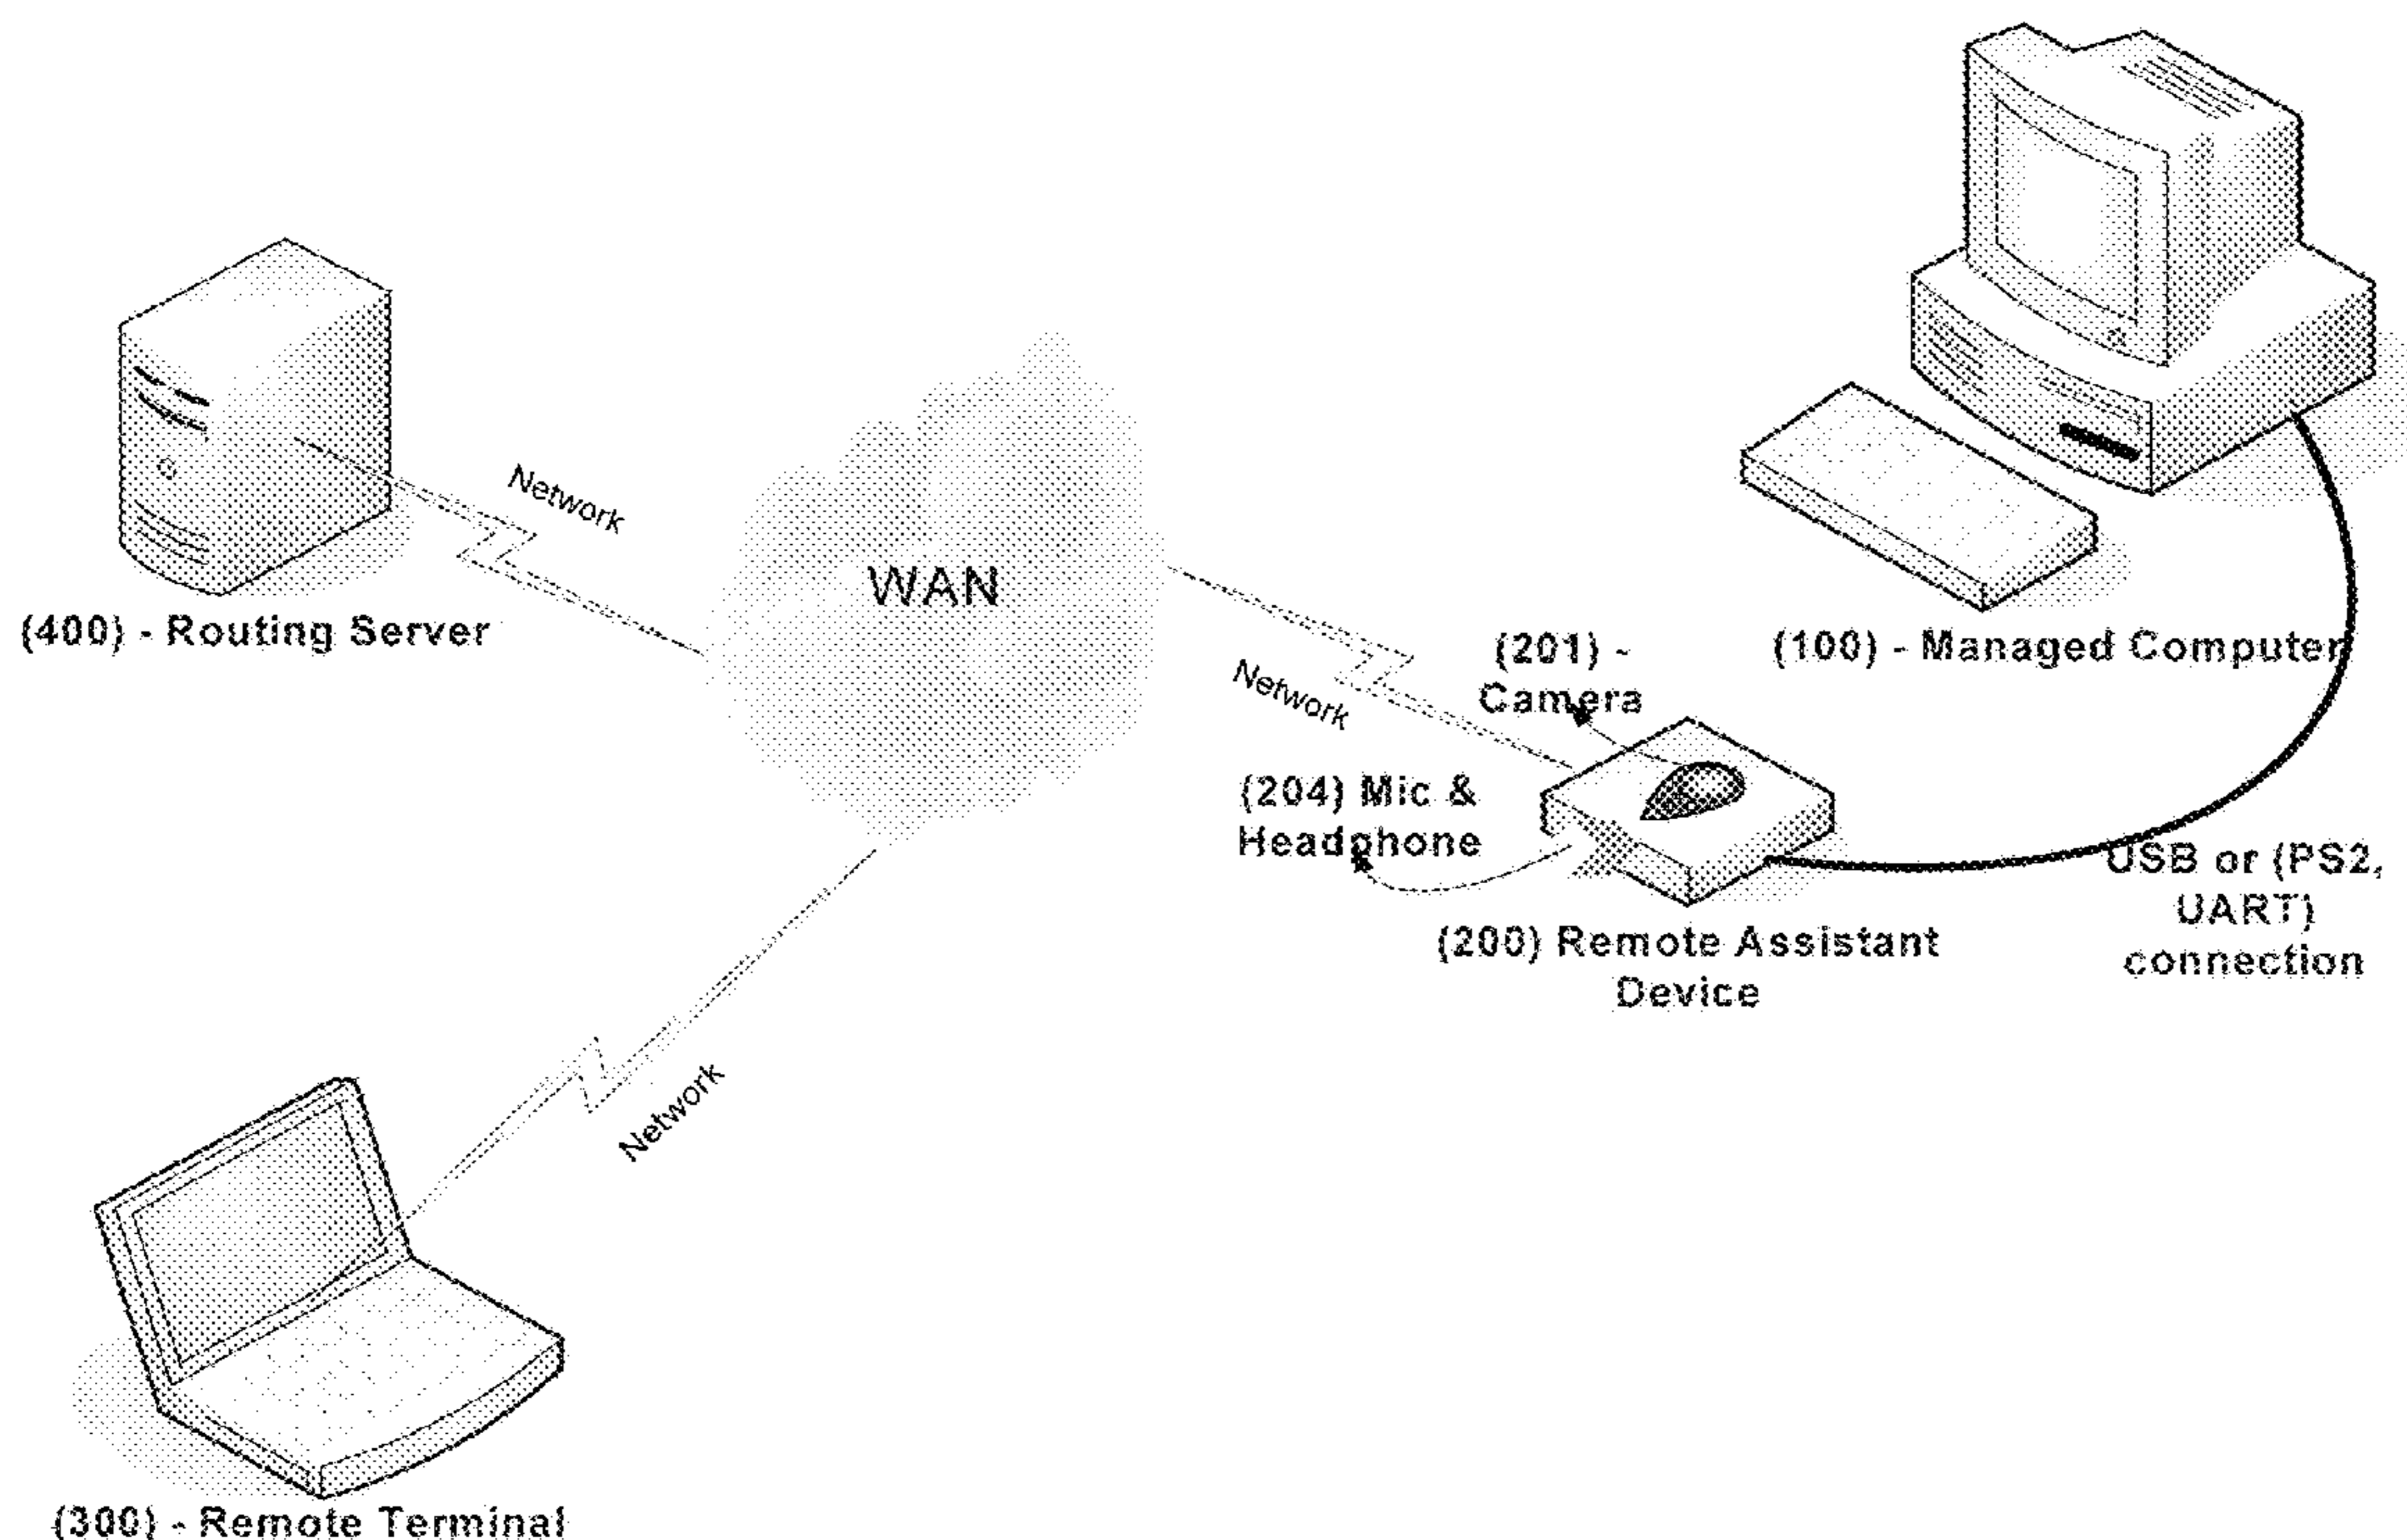 Network
WAN
(400) - Routing Server
(201) -
Camera
(100) - Managed Computer
Network
(204) Mic &
Headphone
USB or (PS2,
UART)
connection
(200) Remote Assistant
Device
Network
(300) - Remote Terminal